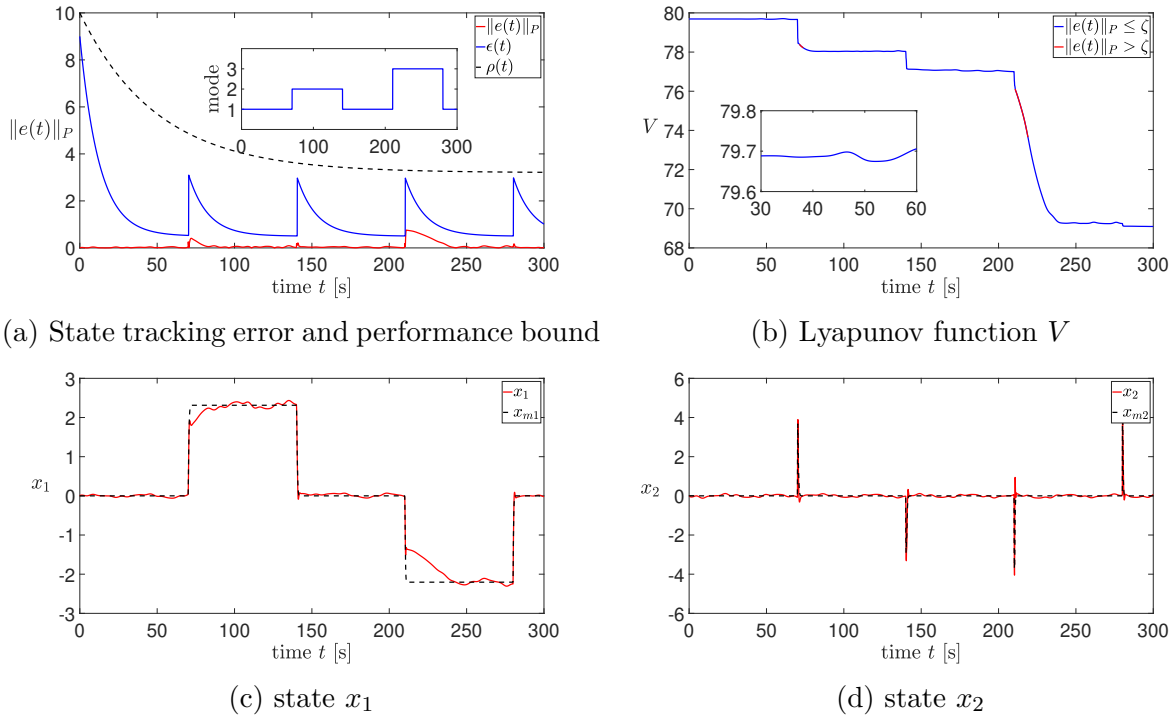 10
8
6
4
2
0
‖e(t)‖_P
‖e(t)‖_P
ϵ(t)
ρ(t)
mode
3
2
1
0 100 200 300
0 50 100 150 200 250 300
time t [s]
(a) State tracking error and performance bound
80
78
76
74
72
70
68
V
‖e(t)‖_P ≤ ζ
‖e(t)‖_P > ζ
79.8
79.7
79.6
30 40 50 60
0 50 100 150 200 250 300
time t [s]
(b) Lyapunov function V
3
2
1
0
-1
-2
-3
x_1
x_1
x_{m1}
0 50 100 150 200 250 300
time t [s]
(c) state x_1
6
4
2
0
-2
-4
-6
x_2
x_2
x_{m2}
0 50 100 150 200 250 300
time t [s]
(d) state x_2